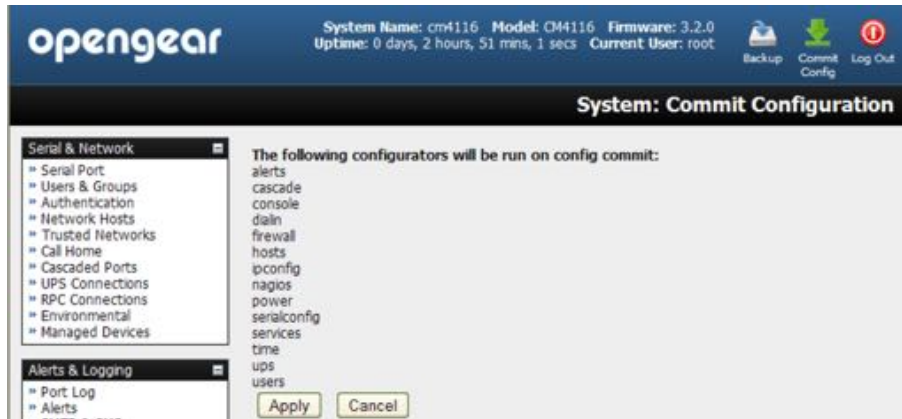 opengear
System Name: cm4116 Model: CM4116 Firmware: 3.2.0
Uptime: 0 days, 2 hours, 51 mins, 1 secs Current User: root
Backup
Commit
Config
Log Out
System: Commit Configuration
Serial & Network
Serial Port
Users & Groups
Authentication
Network Hosts
Trusted Networks
Call Home
Cascaded Ports
UPS Connections
RPC Connections
Environmental
Managed Devices
Alerts & Logging
Port Log
Alerts
The following configurators will be run on config commit:
alerts
cascade
console
dialin
firewall
hosts
ipconfig
nagios
power
serialconfig
services
time
ups
users
Apply Cancel